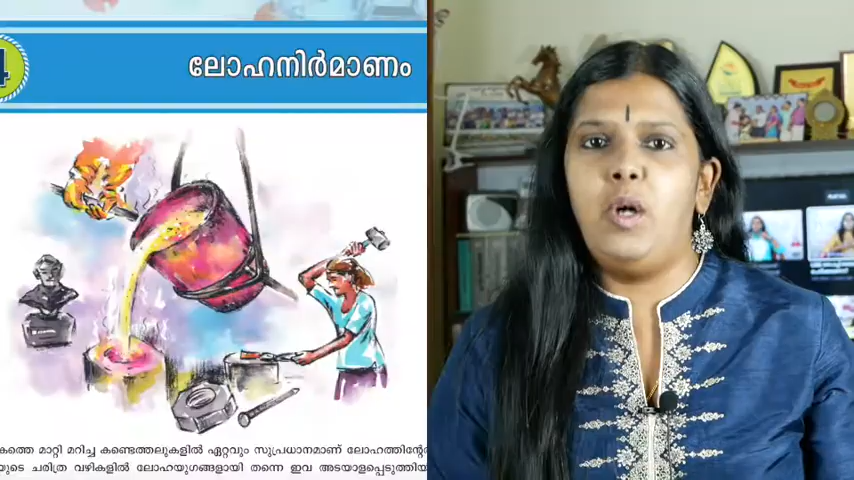 4
ലോഹനിർമാണം
കത്തെ മാറ്റി മറിച്ച കണ്ടെത്തലുകളിൽ ഏറ്റവും സുപ്രധാനമാണ് ലോഹത്തിന്റേ
യുടെ ചരിത്ര വഴികളിൽ ലോഹയുഗങ്ങളായി തന്നെ ഇവ അടയാളപ്പെടുത്തിയ